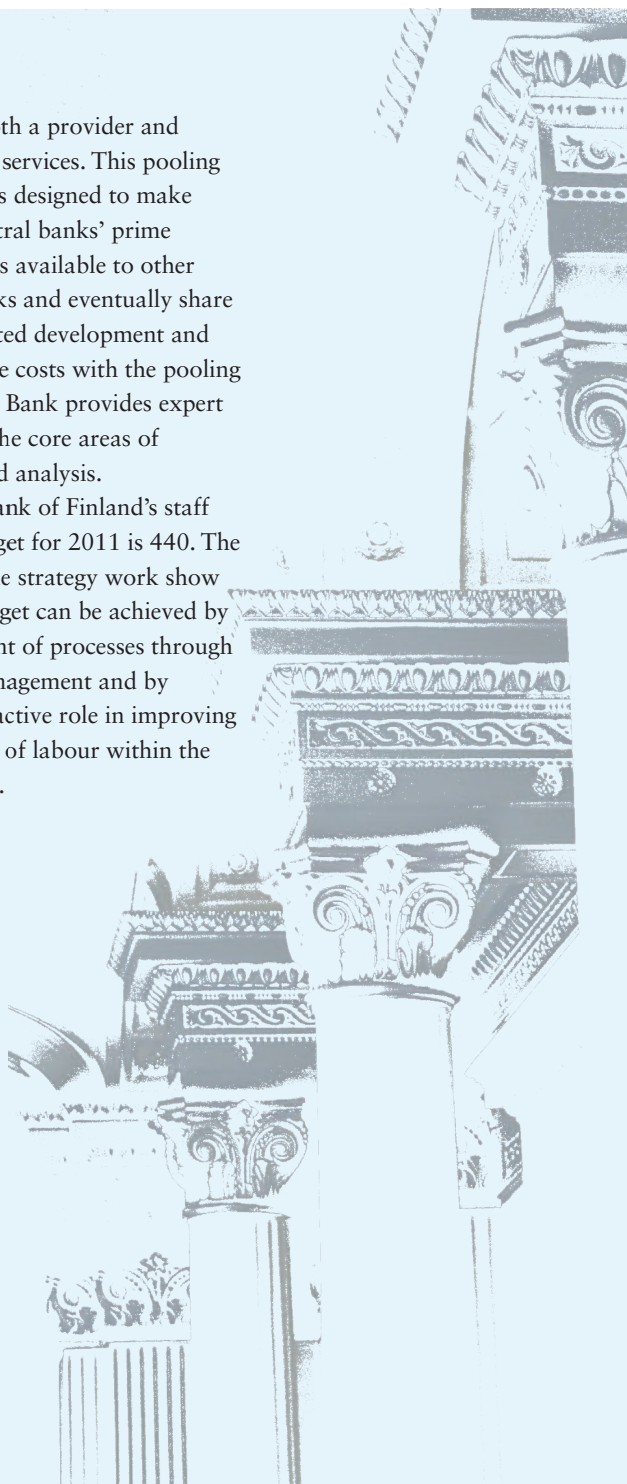 th a provider and
services. This pooling
s designed to make
tral banks’ prime
s available to other
ks and eventually share
ted development and
e costs with the pooling
Bank provides expert
he core areas of
d analysis.
ank of Finland’s staff
get for 2011 is 440. The
e strategy work show
get can be achieved by
nt of processes through
nagement and by
active role in improving
of labour within the
.